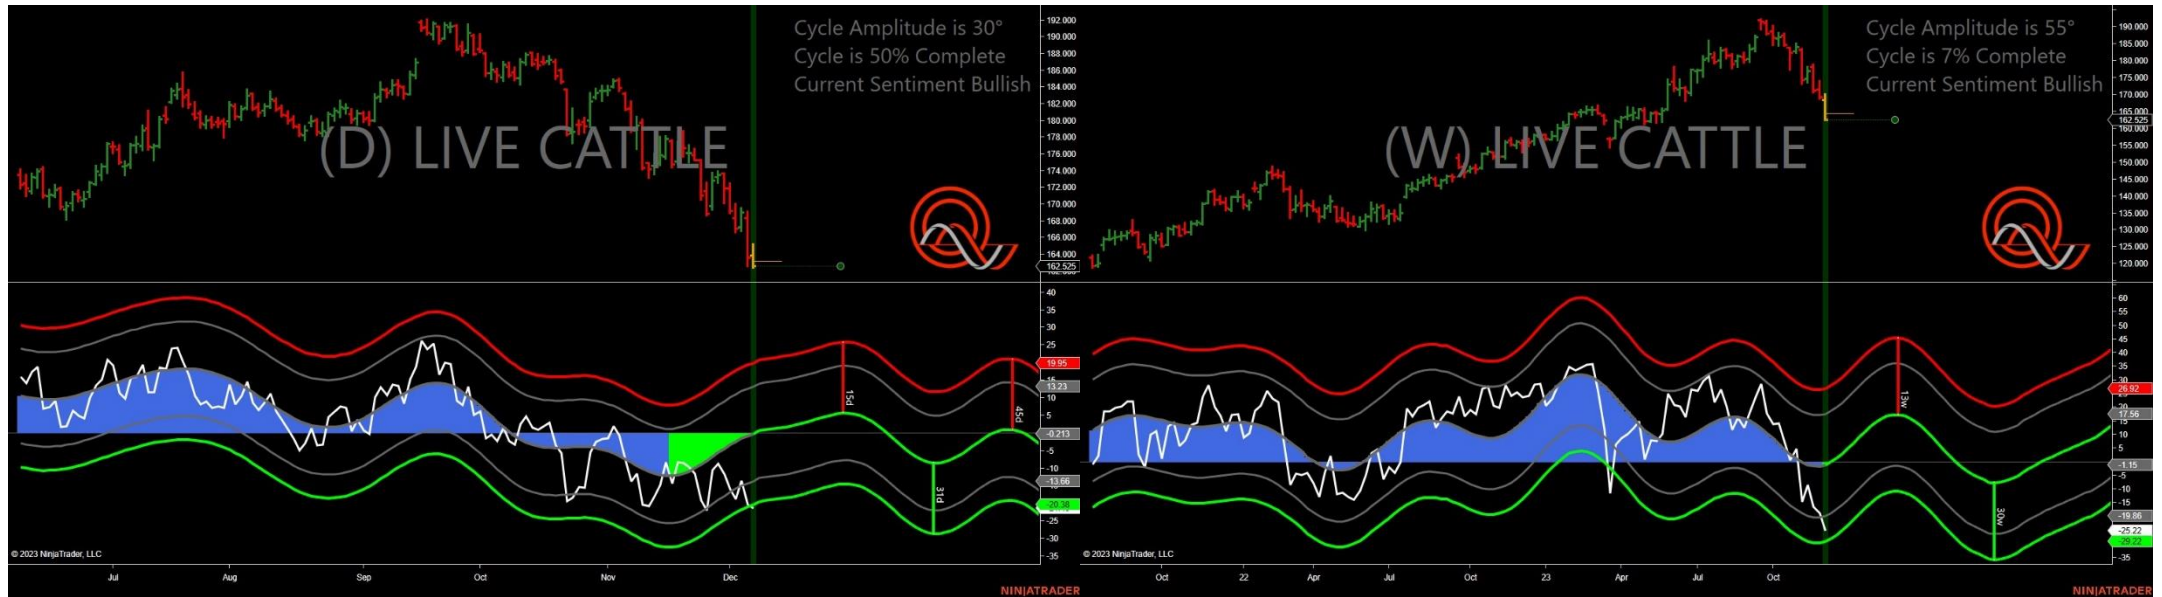 Cycle Amplitude is 30°
Cycle is 50% Complete
Current Sentiment Bullish
(D) LIVE CATTLE
192.000
190.000
188.000
186.000
184.000
182.000
180.000
178.000
176.000
174.000
172.000
170.000
168.000
166.000
164.000
162.525
40
35
30
25
19.95
13.23
10
5
-0.213
-5
-10
-13.66
-20.38
-25
-30
-35
15d
31d
45d
© 2023 NinjaTrader, LLC
Jul
Aug
Sep
Oct
Nov
Dec
NINJATRADER
Cycle Amplitude is 55°
Cycle is 7% Complete
Current Sentiment Bullish
(W) LIVE CATTLE
190.000
185.000
180.000
175.000
170.000
165.000
162.525
160.000
155.000
150.000
145.000
140.000
135.000
130.000
125.000
120.000
60
55
50
45
40
35
30
26.92
20
17.56
15
10
5
-1.15
-5
-10
-15
-19.86
-25.22
-29.22
-35
13w
30w
© 2023 NinjaTrader, LLC
Oct
22
Apr
Jul
Oct
23
Apr
Jul
Oct
NINJATRADER